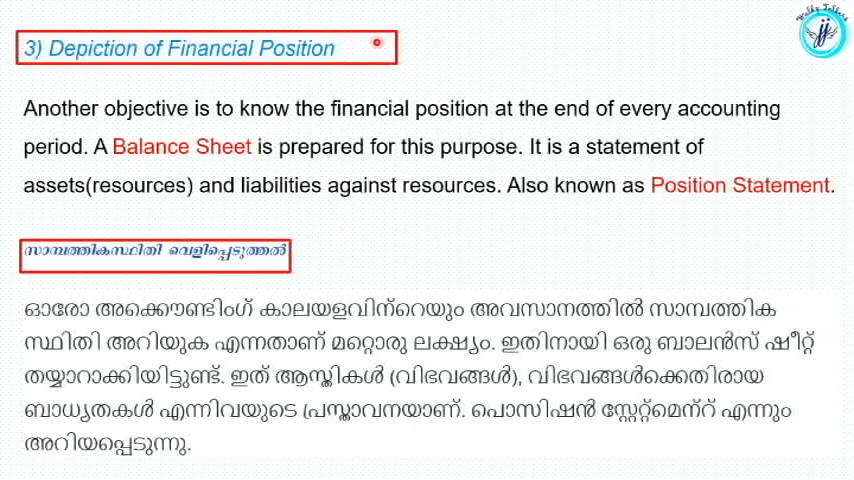 Walky Talkers
jj
3) Depiction of Financial Position
Another objective is to know the financial position at the end of every accounting
period. A Balance Sheet is prepared for this purpose. It is a statement of
assets(resources) and liabilities against resources. Also known as Position Statement.
സാമ്പത്തികസ്ഥിതി വെളിപ്പെടുത്തൽ
ഓരോ അക്കൌണ്ടിംഗ് കാലയളവിന്റെയും അവസാനത്തിൽ സാമ്പത്തിക
സ്ഥിതി അറിയുക എന്നതാണ് മറ്റൊരു ലക്ഷ്യം. ഇതിനായി ഒരു ബാലൻസ് ഷീറ്റ്
തയ്യാറാക്കിയിട്ടുണ്ട്. ഇത് ആസ്തികൾ (വിഭവങ്ങൾ), വിഭവങ്ങൾക്കെതിരായ
ബാധ്യതകൾ എന്നിവയുടെ പ്രസ്താവനയാണ്. പൊസിഷൻ സ്റ്റേറ്റ്മെന്റ് എന്നും
അറിയപ്പെടുന്നു.